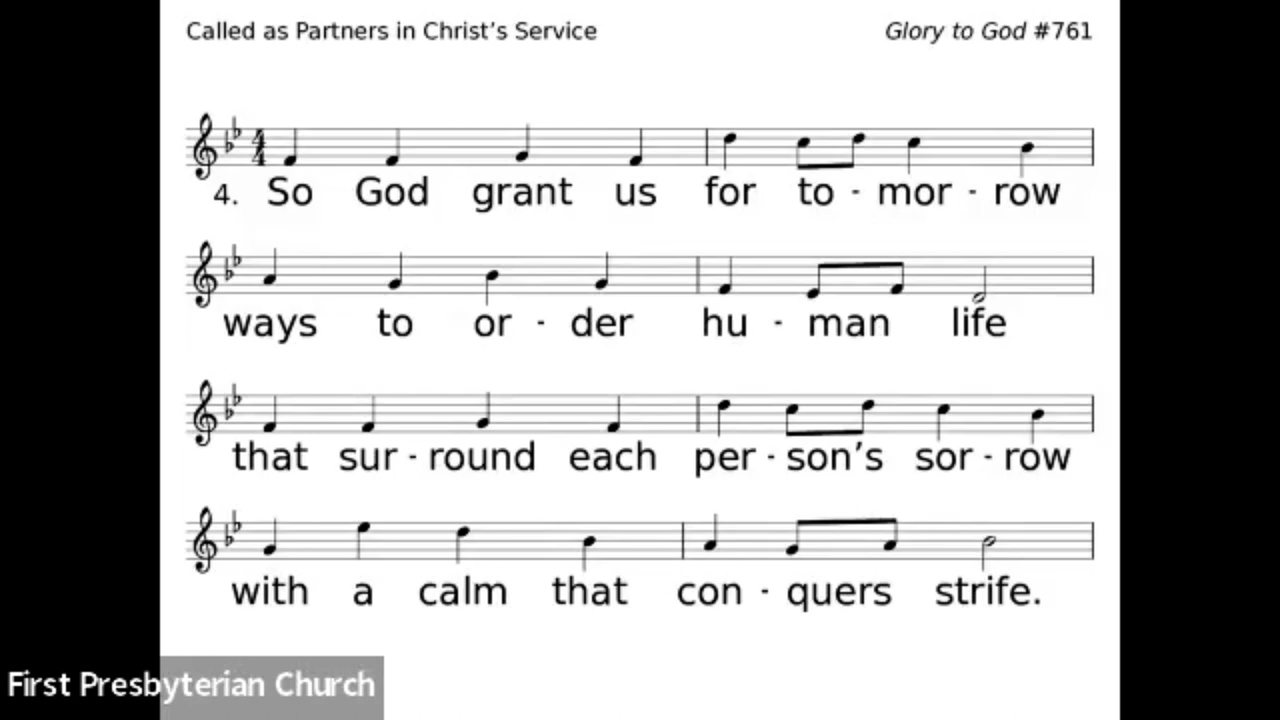 Called as Partners in Christ’s Service
Glory to God #761
4. So God grant us for to - mor - row
ways to or - der hu - man life
that sur - round each per - son’s sor - row
with a calm that con - quers strife.
First Presbyterian Church